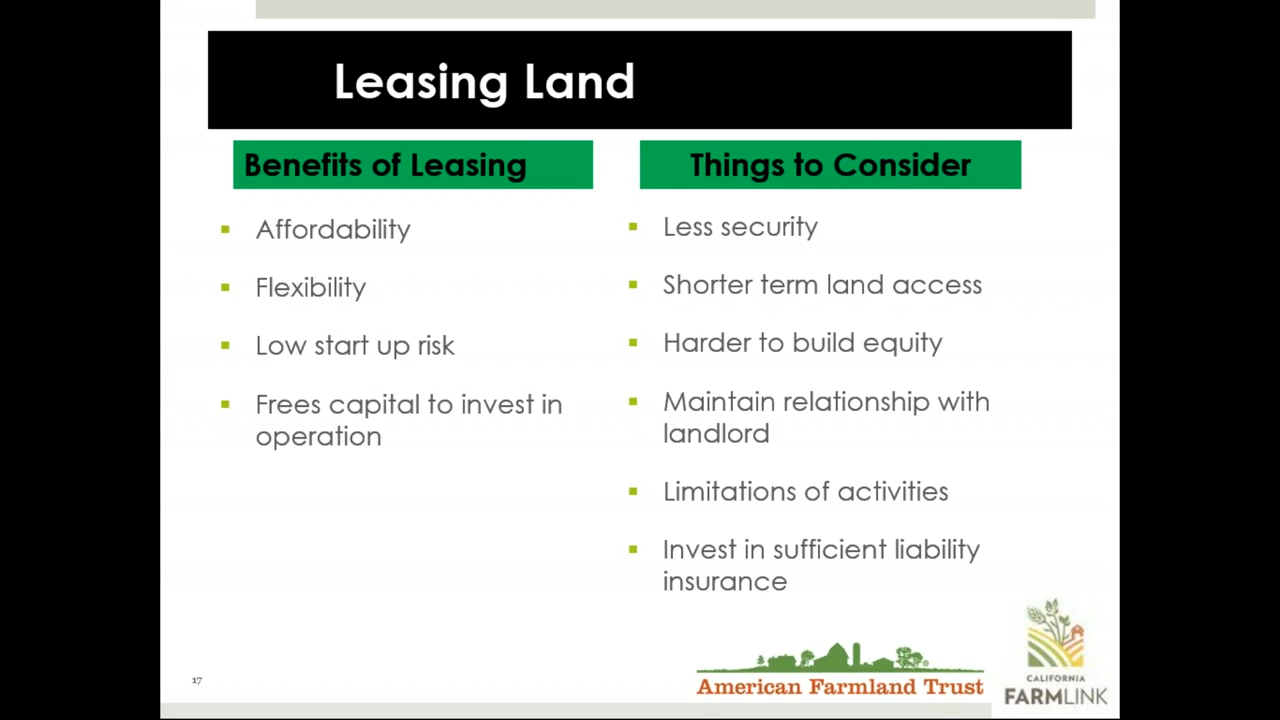 Leasing Land
Benefits of Leasing
Affordability
Flexibility
Low start up risk
Frees capital to invest in
operation
Things to Consider
Less security
Shorter term land access
Harder to build equity
Maintain relationship with
landlord
Limitations of activities
Invest in sufficient liability
insurance
17
American Farmland Trust
CALIFORNIA
FARMLINK